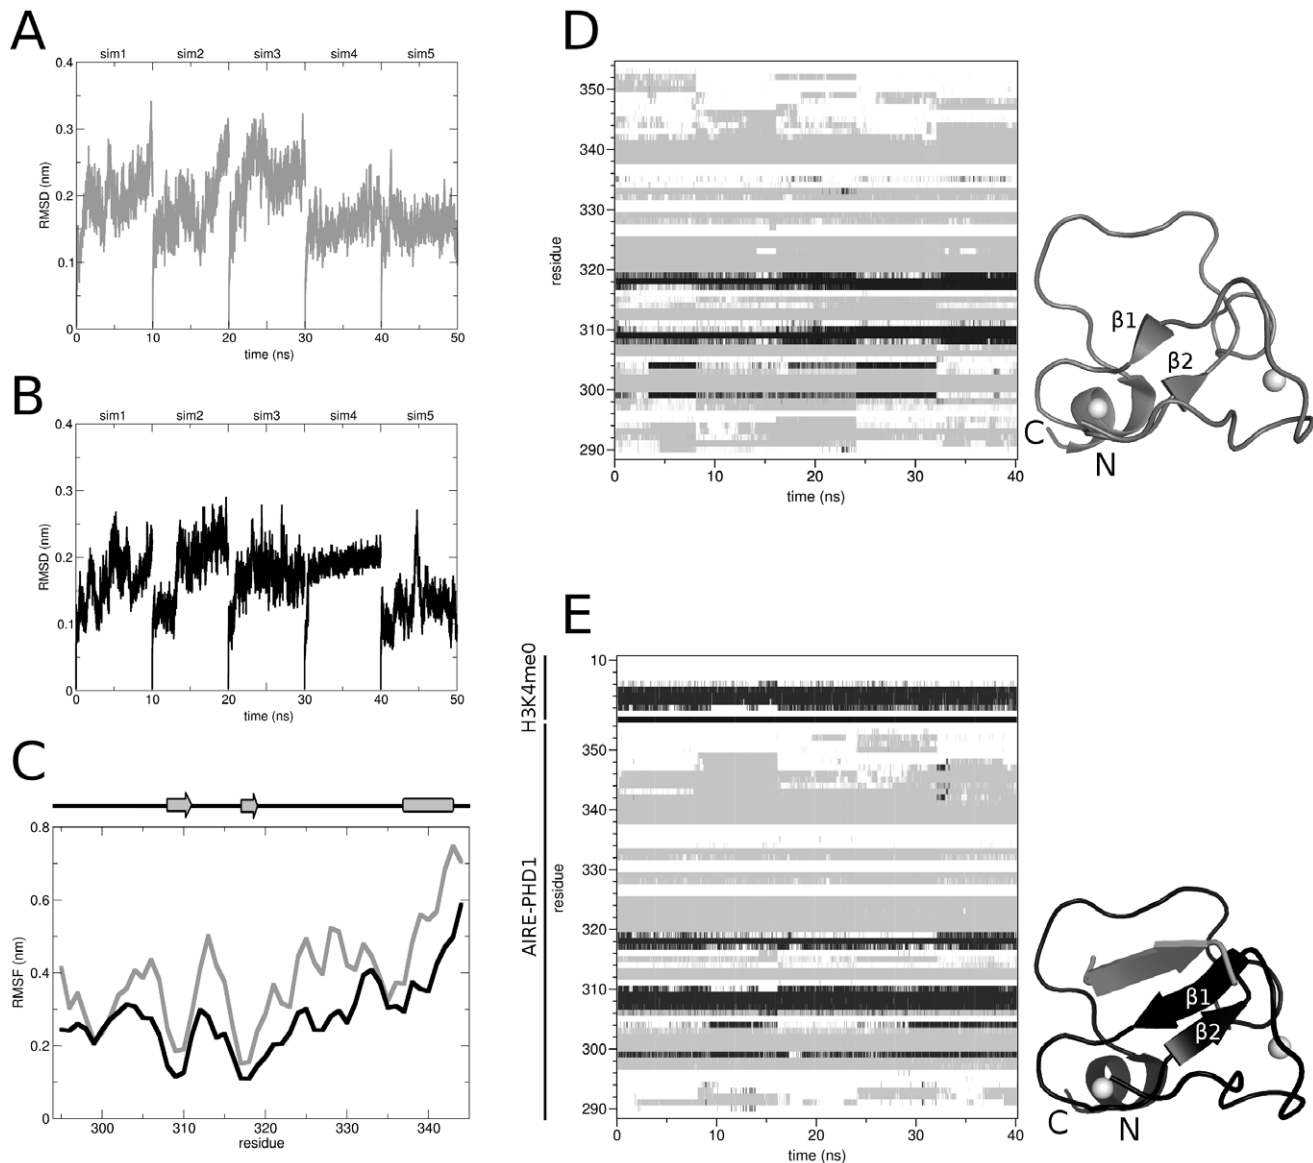 A
sim1 sim2 sim3 sim4 sim5
0.4
0.3
0.2
0.1
0
RMSD (nm)
0 10 20 30 40 50
time (ns)
B
sim1 sim2 sim3 sim4 sim5
0.4
0.3
0.2
0.1
0
RMSD (nm)
0 10 20 30 40 50
time (ns)
C
0.8
0.6
0.4
0.2
0
RMSF (nm)
300 310 320 330 340
residue
D
350
340
330
320
310
300
290
residue
0 10 20 30 40
time (ns)
β1
β2
C
N
E
H3K4me0
AIRE-PHD1
10
350
340
330
320
310
300
290
residue
0 10 20 30 40
time (ns)
β1
β2
C
N